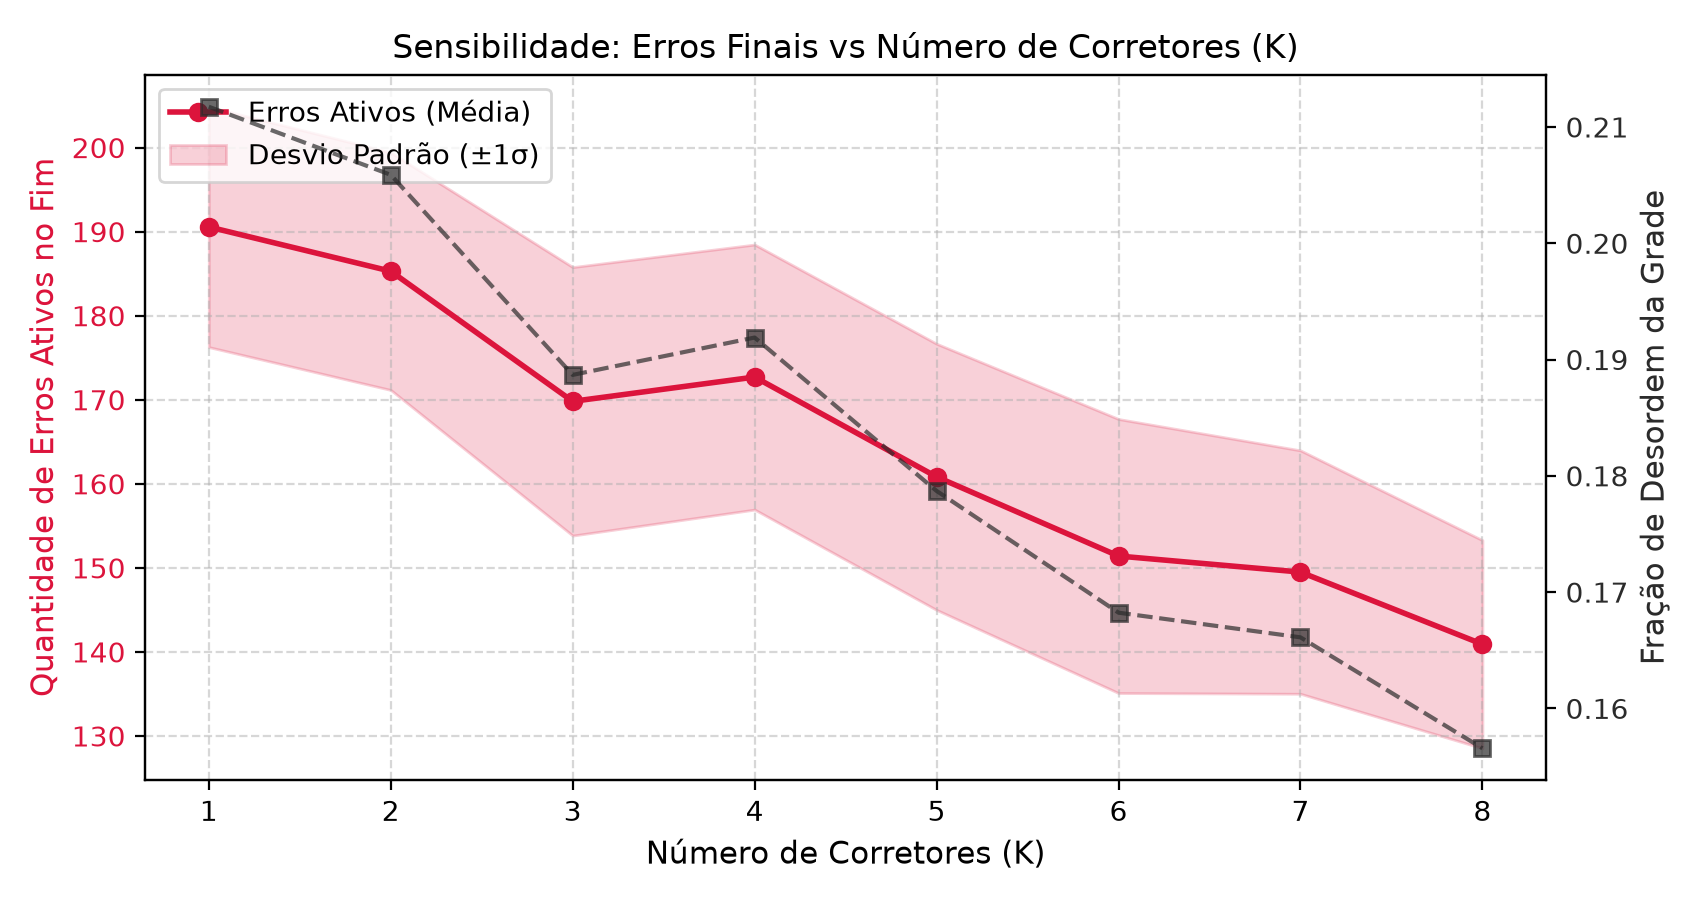 Sensibilidade: Erros Finais vs Número de Corretores (K)
Erros Ativos (Média)
Desvio Padrão (±1σ)
Quantidade de Erros Ativos no Fim
200
190
180
170
160
150
140
130
0.21
0.20
0.19
0.18
0.17
0.16
Fração de Desordem da Grade
1 2 3 4 5 6 7 8
Número de Corretores (K)